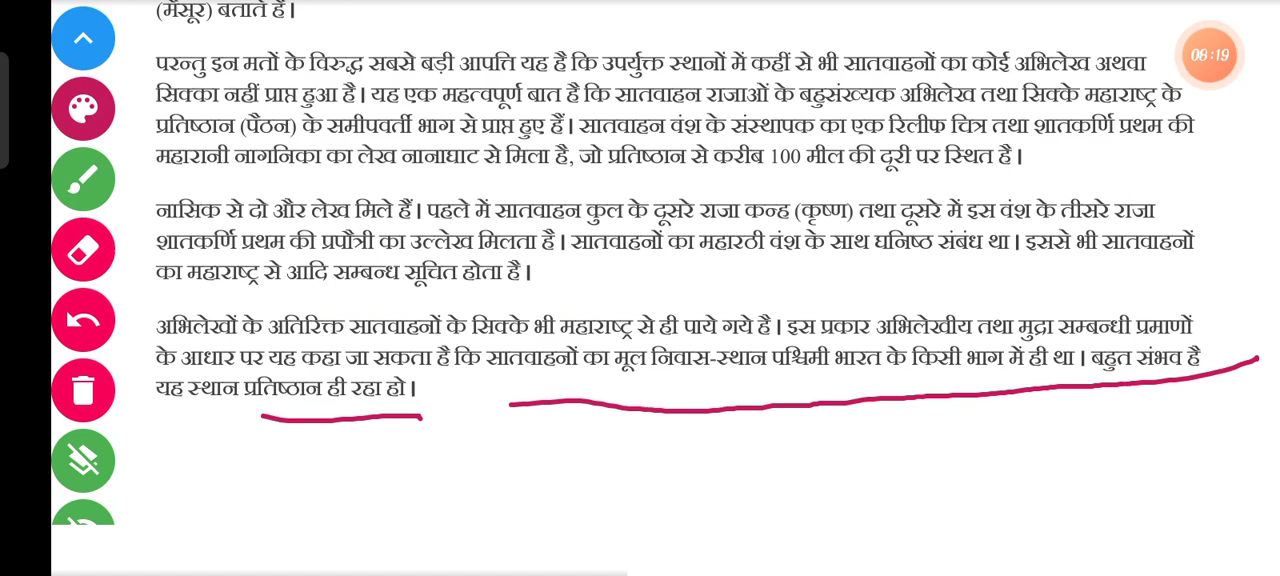 (मैसूर) बताते हैं।
परन्तु इन मतों के विरुद्ध सबसे बड़ी आपत्ति यह है कि उपर्युक्त स्थानों में कहीं से भी सातवाहनों का कोई अभिलेख अथवा
सिक्का नहीं प्राप्त हुआ है। यह एक महत्वपूर्ण बात है कि सातवाहन राजाओं के बहुसंख्यक अभिलेख तथा सिक्के महाराष्ट्र के
प्रतिष्ठान (पैठन) के समीपवर्ती भाग से प्राप्त हुए हैं। सातवाहन वंश के संस्थापक का एक रिलीफ चित्र तथा शातकर्णि प्रथम की
महारानी नागनिका का लेख नानाघाट से मिला है, जो प्रतिष्ठान से करीब 100 मील की दूरी पर स्थित है।
नासिक से दो और लेख मिले हैं। पहले में सातवाहन कुल के दूसरे राजा कन्ह (कृष्ण) तथा दूसरे में इस वंश के तीसरे राजा
शातकर्णि प्रथम की प्रपौत्री का उल्लेख मिलता है। सातवाहनों का महारठी वंश के साथ घनिष्ठ संबंध था। इससे भी सातवाहनों
का महाराष्ट्र से आदि सम्बन्ध सूचित होता है।
अभिलेखों के अतिरिक्त सातवाहनों के सिक्के भी महाराष्ट्र से ही पाये गये है। इस प्रकार अभिलेखीय तथा मुद्रा सम्बन्धी प्रमाणों
के आधार पर यह कहा जा सकता है कि सातवाहनों का मूल निवास-स्थान पश्चिमी भारत के किसी भाग में ही था। बहुत संभव है
यह स्थान प्रतिष्ठान ही रहा हो।
08:19